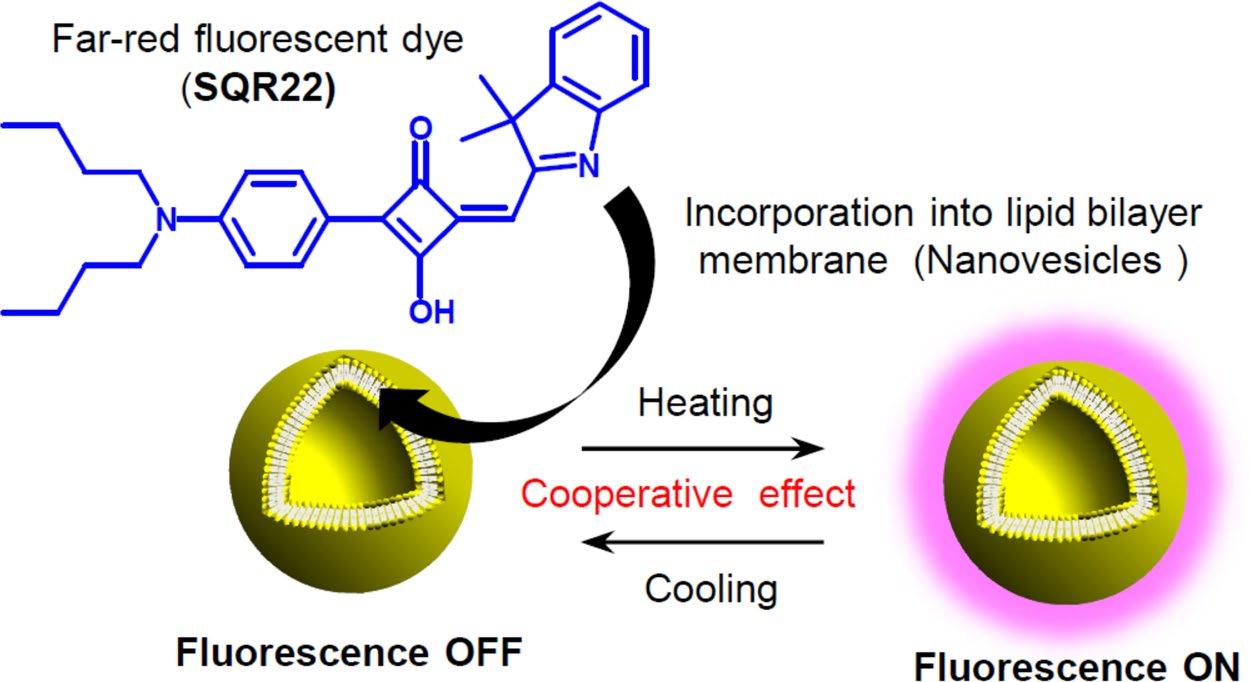 Far-red fluorescent dye
(SQR22)
O
N
N
OH
Incorporation into lipid bilayer
membrane (Nanovesicles )
Heating
Cooperative effect
Cooling
Fluorescence OFF
Fluorescence ON